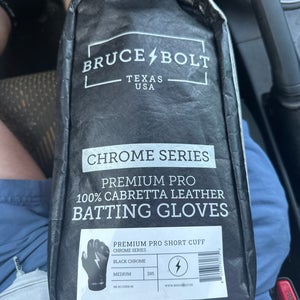 BRUCE BOLT
TEXAS
USA
CHROME SERIES
PREMIUM PRO
100% CABRETTA LEATHER
BATTING GLOVES
PREMIUM PRO SHORT CUFF
CHROME SERIES
BLACK CHROME
MEDIUM